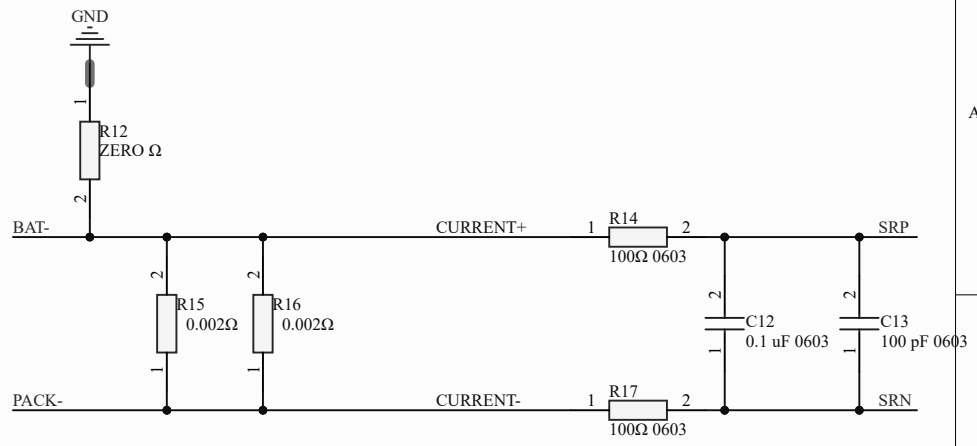 GND
1
R12
ZERO Ω
2
BAT-
CURRENT+
1
R14
2
100Ω 0603
SRP
2
R15
0.002Ω
1
2
R16
0.002Ω
1
2
C12
0.1 uF 0603
1
2
C13
100 pF 0603
1
PACK-
CURRENT-
1
R17
2
100Ω 0603
SRN
A